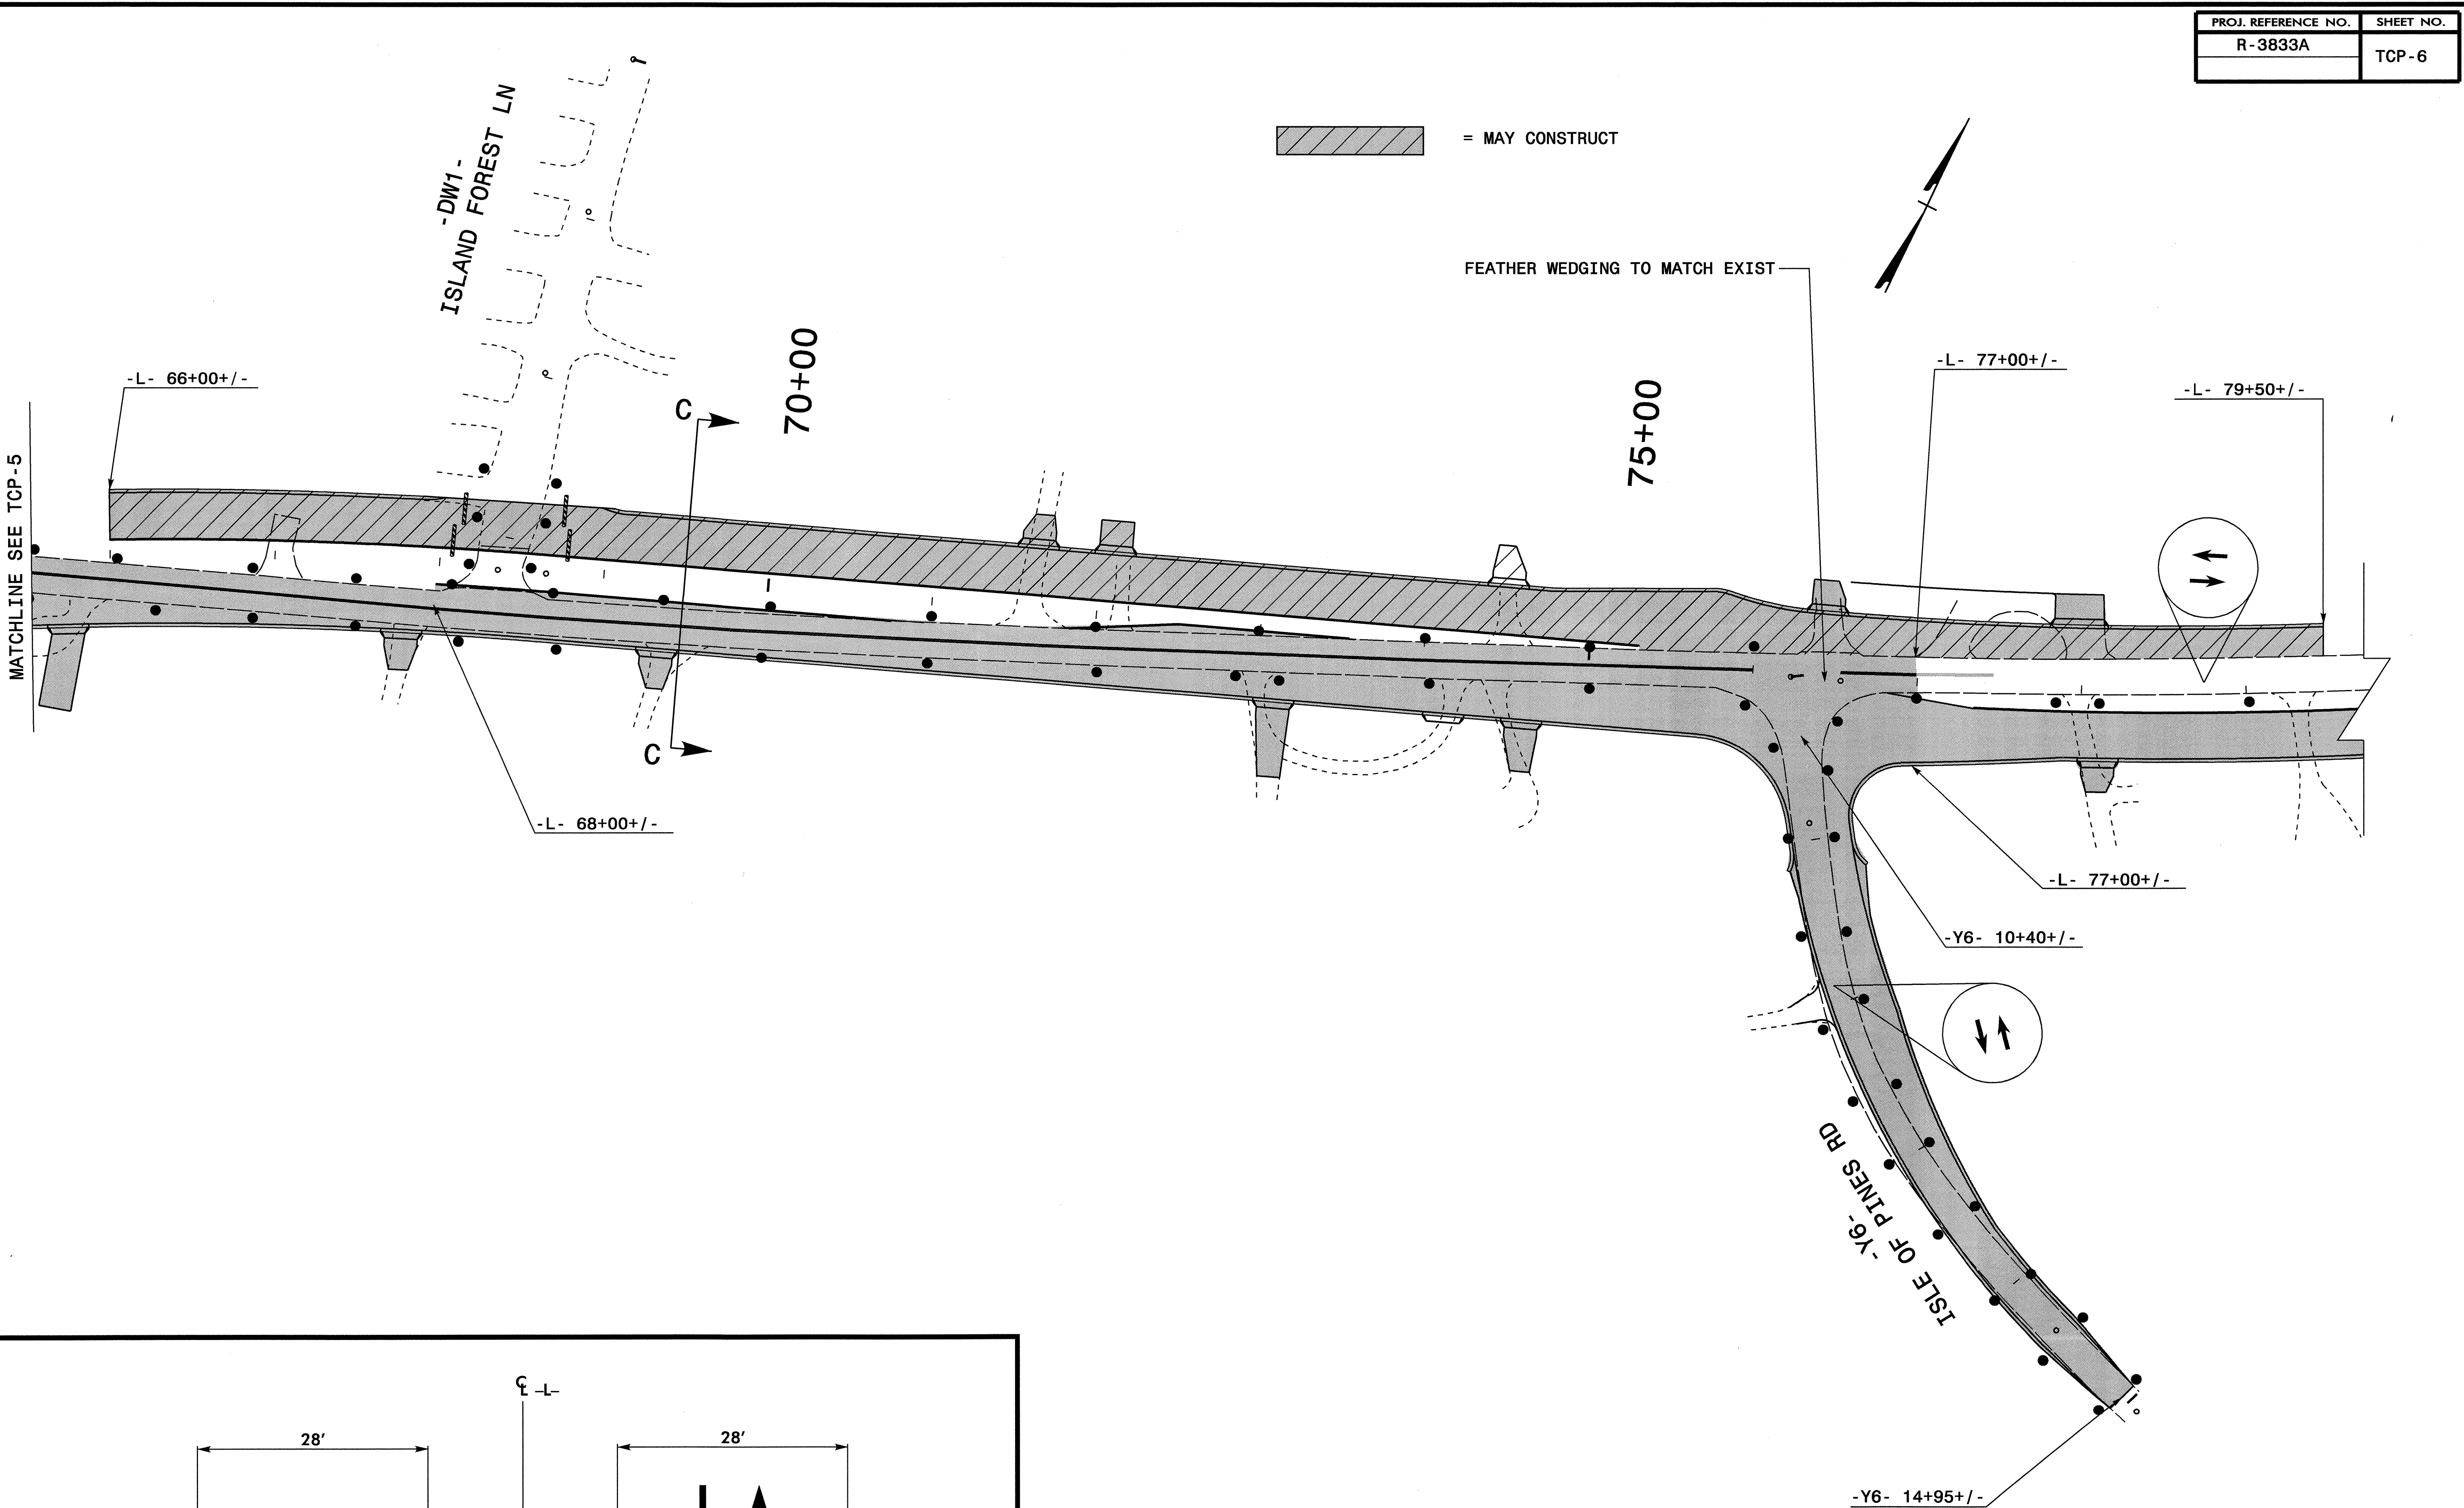 PROJ. REFERENCE NO.
SHEET NO.
R-3833A
TCP-6
-DW1-
ISLAND FOREST LN
= MAY CONSTRUCT
FEATHER WEDGING TO MATCH EXIST
-L- 66+00+/-
C
70+00
75+00
-L- 77+00+/-
-L- 79+50+/-
MATCHLINE SEE TCP-5
C
-L- 68+00+/-
-L- 77+00+/-
-Y6- 10+40+/-
-Y6-
ISLE OF PINES RD
-Y6- 14+95+/-
℄ -L-
28'
28'